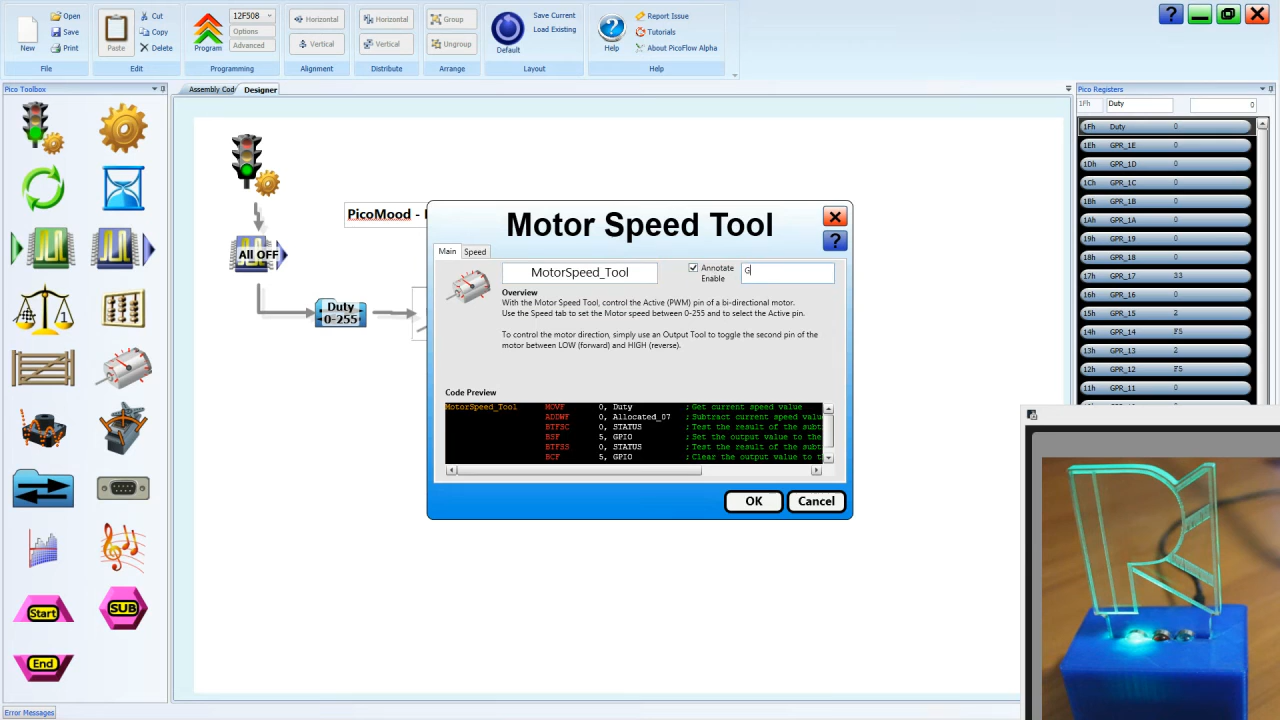 Open
Cut
12F508
Horizontal
Horizontal
Group
Save Current
Report Issue
Save
Copy
Options
Load Existing
Tutorials
New
Print
Paste
Delete
Program
Advanced
Vertical
Vertical
Ungroup
Default
Help
About PicoFlow Alpha
File
Edit
Programming
Alignment
Distribute
Arrange
Layout
Help
Pico Toolbox
Assembly Cod
Designer
Pico Registers
1Fh Duty 0
1Fh Duty 0
1Eh GPR_1E 0
1Dh GPR_1D 0
1Ch GPR_1C 0
1Bh GPR_1B 0
1Ah GPR_1A 0
19h GPR_19 0
18h GPR_18 0
17h GPR_17 33
16h GPR_16 0
15h GPR_15 2
14h GPR_14 F5
13h GPR_13 2
12h GPR_12 F5
11h GPR_11 0
PicoMood -
All OFF
Duty
0-255
Motor Speed Tool
Main Speed
MotorSpeed_Tool
Annotate
Enable
G
Overview
With the Motor Speed Tool, control the Active (PWM) pin of a bi-directional motor.
Use the Speed tab to set the Motor speed between 0-255 and to select the Active pin.
To control the motor direction, simply use an Output Tool to toggle the second pin of the
motor between LOW (forward) and HIGH (reverse).
Code Preview
MotorSpeed_Tool MOVF 0, Duty ; Get current speed value
ADDWF 0, Allocated_07 ; Subtract current speed valu
BTFSC 0, STATUS ; Test the result of the subt
BSF 5, GPIO ; Set the output value to the
BTFSS 0, STATUS ; Test the result of the subt
BCF 5, GPIO ; Clear the output value to t
OK
Cancel
Start
SUB
End
Error Messages